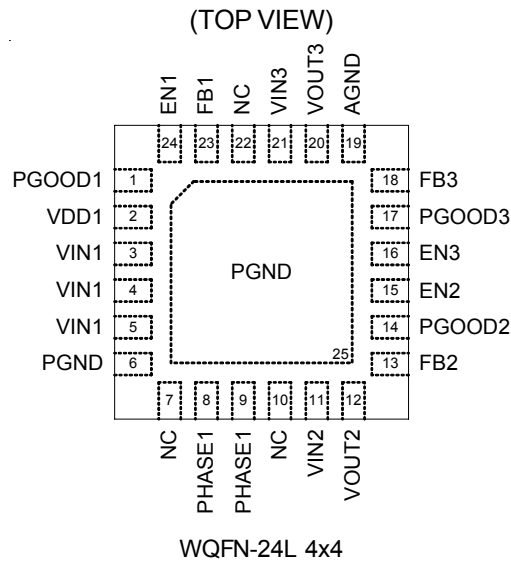 (TOP VIEW)
EN1
FB1
NC
VIN3
VOUT3
AGND
24
23
22
21
20
19
PGOOD1 1
VDD1 2
VIN1 3
VIN1 4
VIN1 5
PGND 6
PGND
25
18 FB3
17 PGOOD3
16 EN3
15 EN2
14 PGOOD2
13 FB2
7
8
9
10
11
12
NC
PHASE1
PHASE1
NC
VIN2
VOUT2
WQFN-24L 4x4